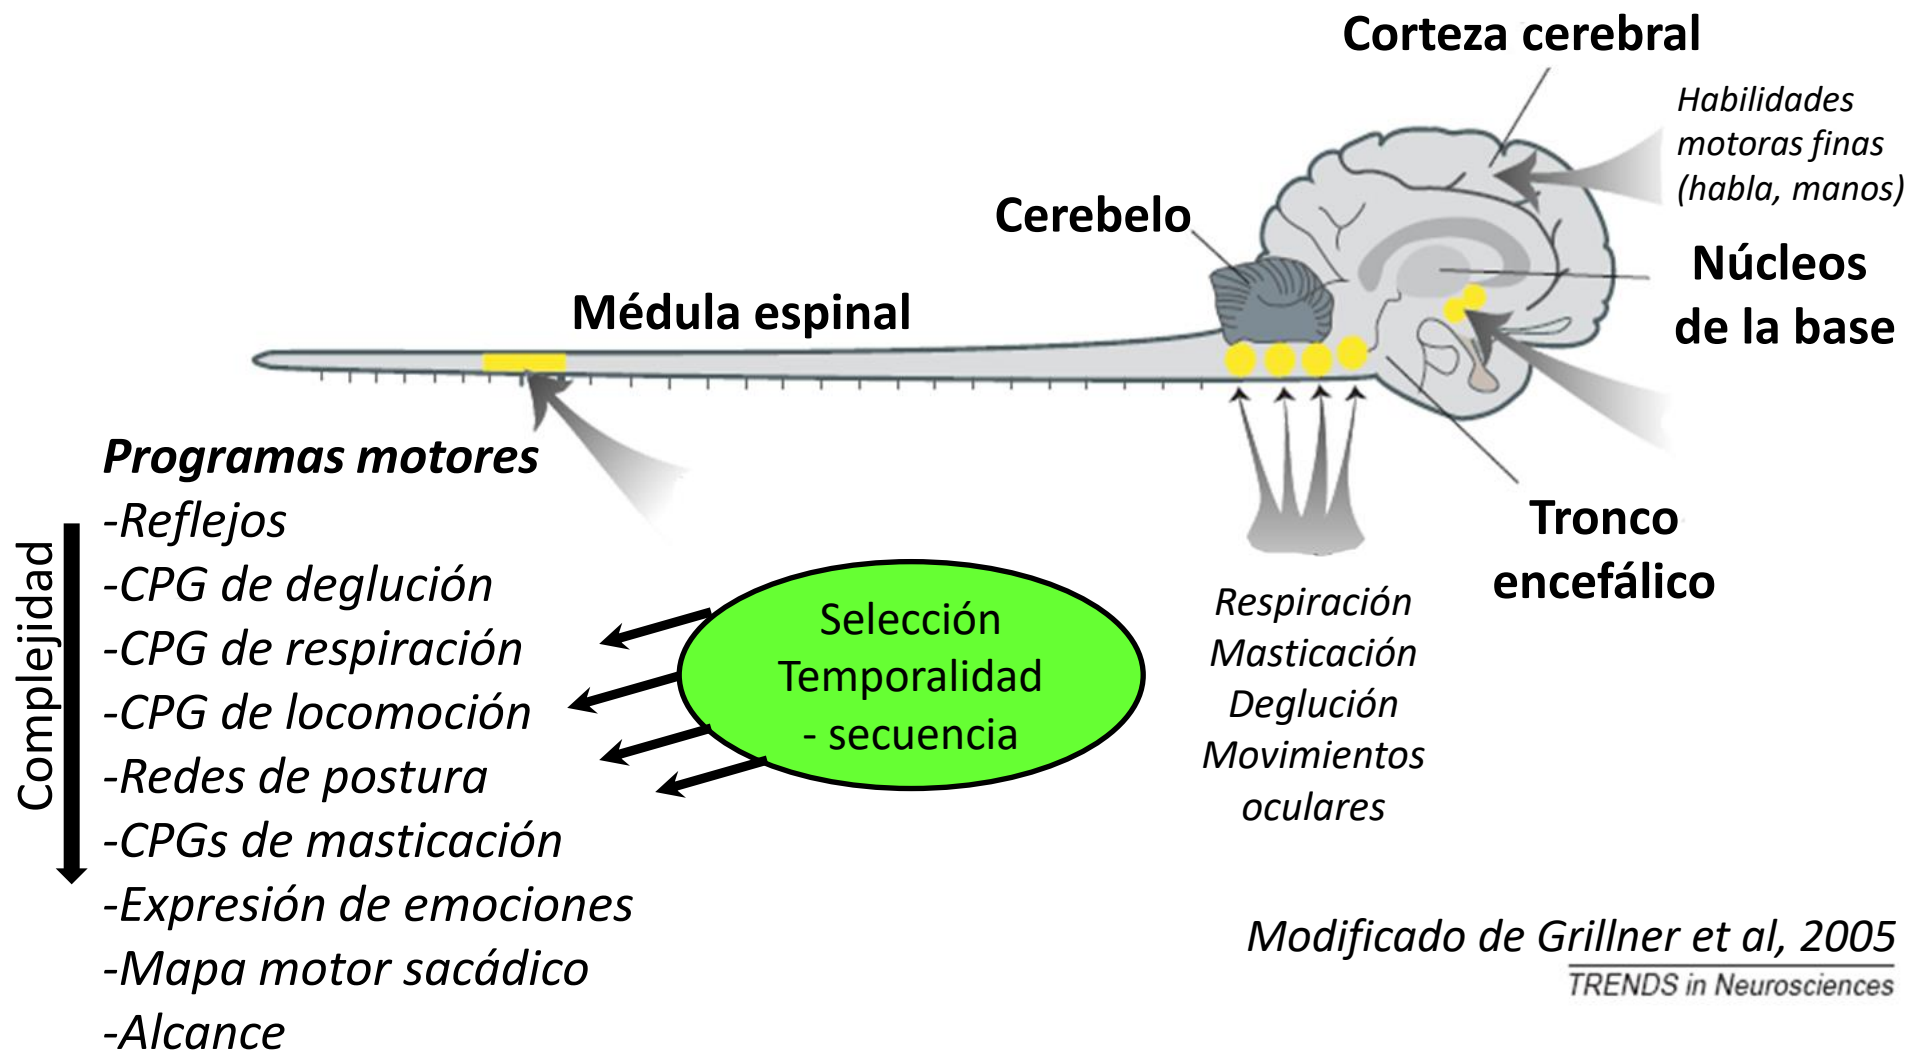 Corteza cerebral
Habilidades
motoras finas
(habla, manos)
Cerebelo
Núcleos
de la base
Médula espinal
Programas motores
-Reflejos
-CPG de deglución
-CPG de respiración
-CPG de locomoción
-Redes de postura
-CPGs de masticación
-Expresión de emociones
-Mapa motor sacádico
-Alcance
Complejidad
Selección
Temporalidad
- secuencia
Respiración
Masticación
Deglución
Movimientos
oculares
Tronco
encefálico
Modificado de Grillner et al, 2005
TRENDS in Neurosciences